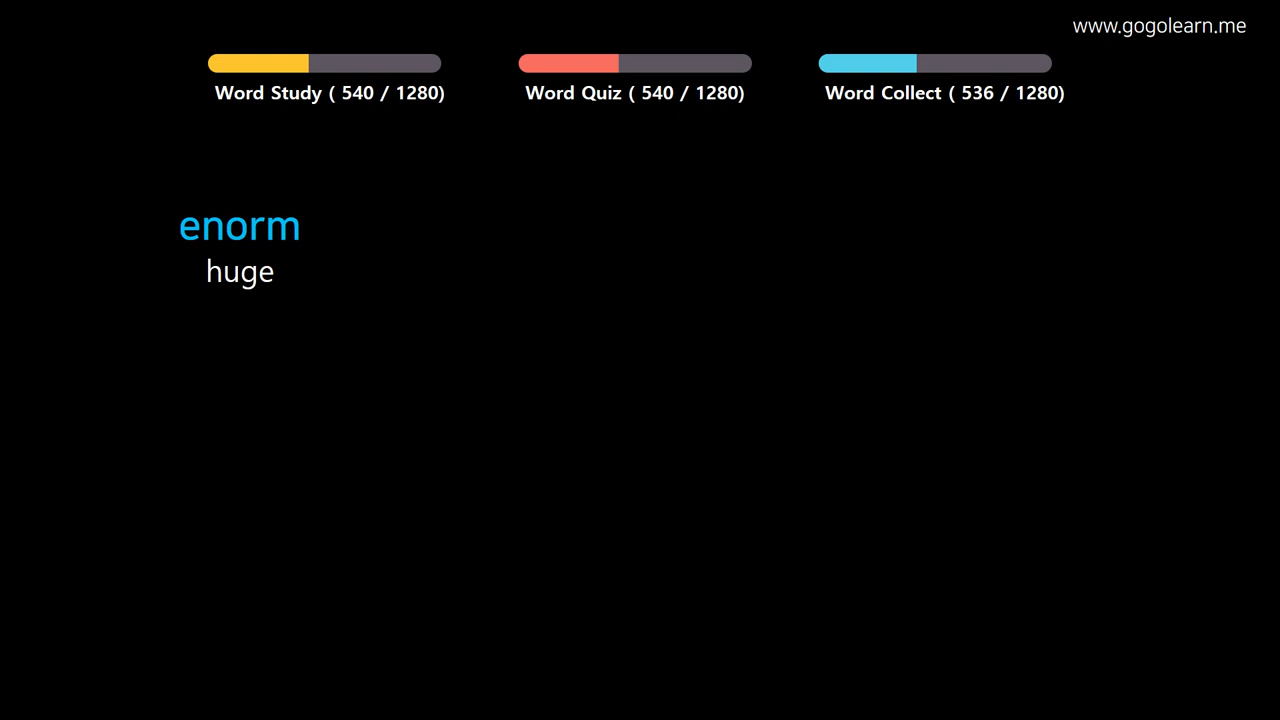 www.gogolearn.me
Word Study ( 540 / 1280)
Word Quiz ( 540 / 1280)
Word Collect ( 536 / 1280)
enorm
huge